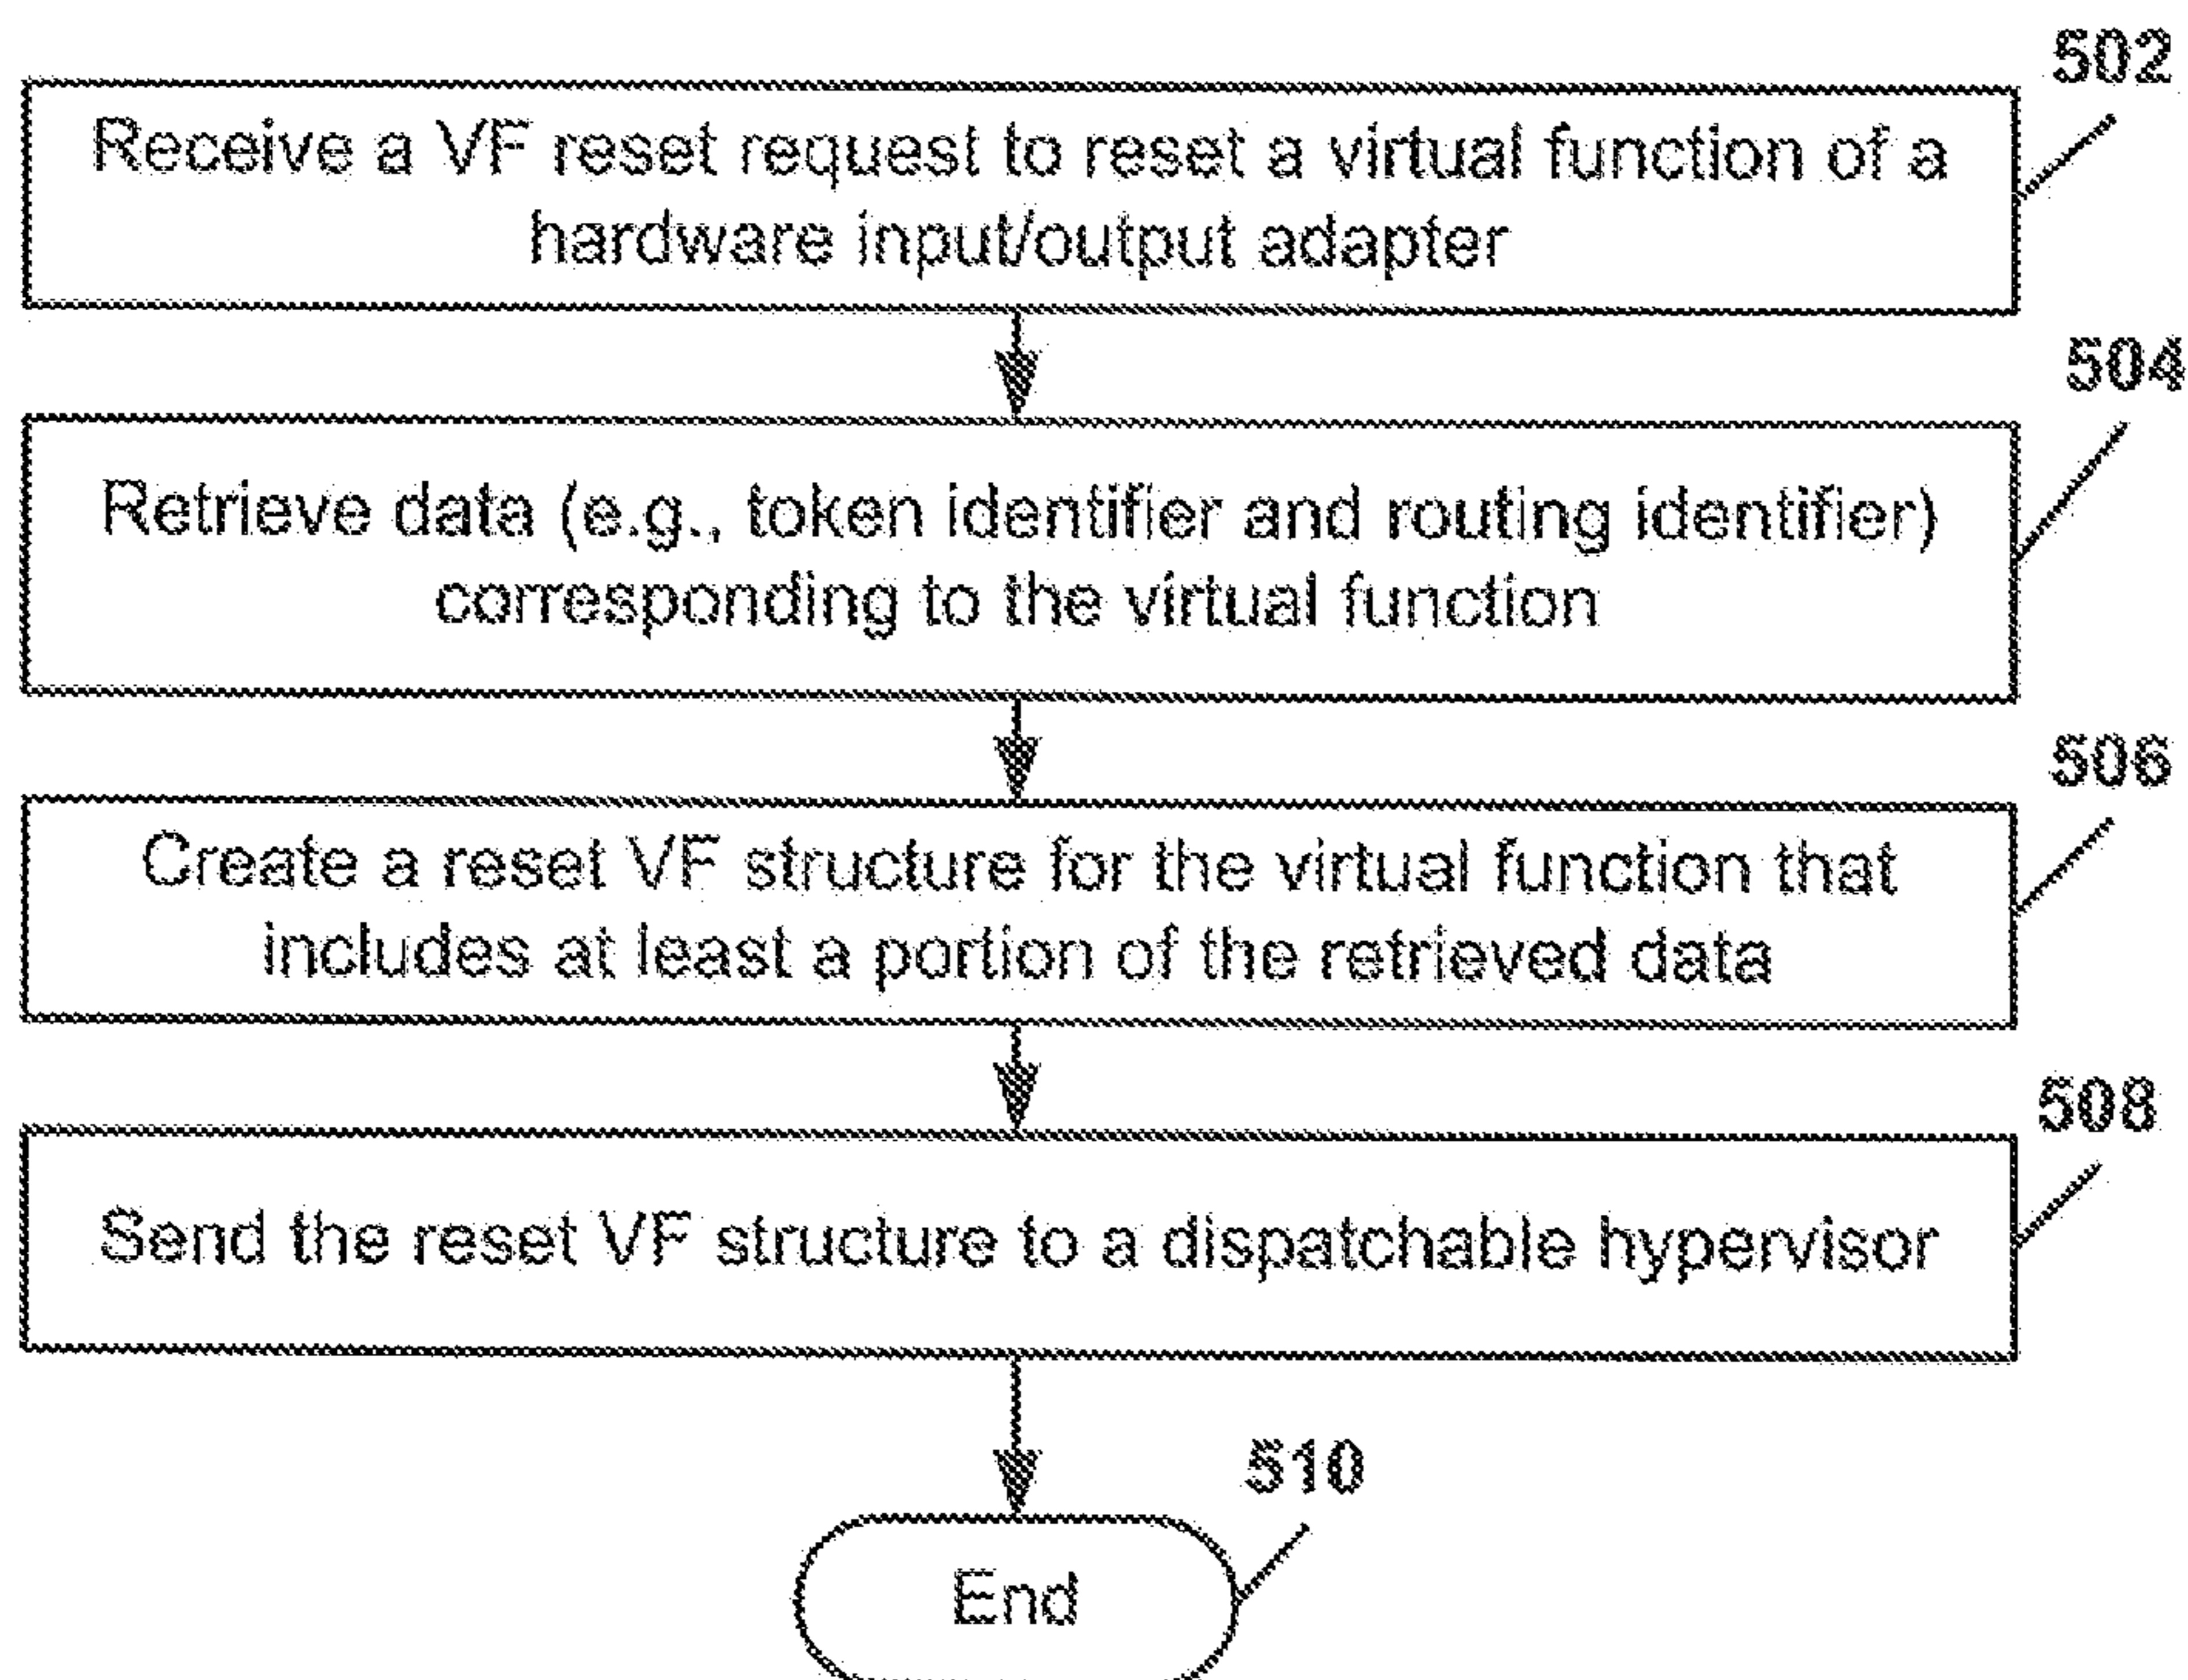 502
Receive a VF reset request to reset a virtual function of a
hardware input/output adapter
504
Retrieve data (e.g., token identifier and routing identifier)
corresponding to the virtual function
506
Create a reset VF structure for the virtual function that
includes at least a portion of the retrieved data
508
Send the reset VF structure to a dispatchable hypervisor
510
End